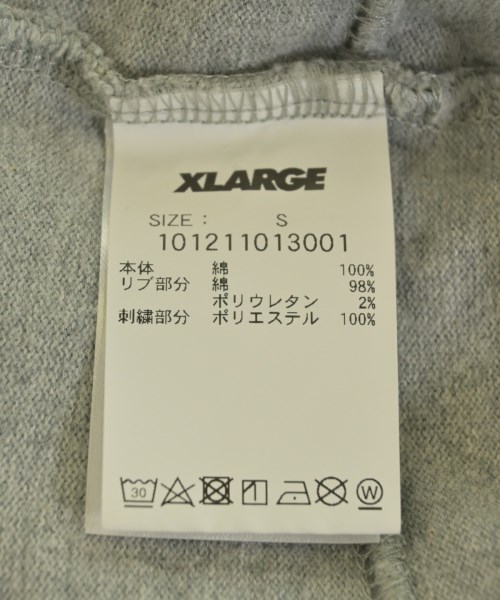 XLARGE
SIZE : S
101211013001
本体 綿 100%
リブ部分 綿 98%
ポリウレタン 2%
刺繍部分 ポリエステル 100%
30 W